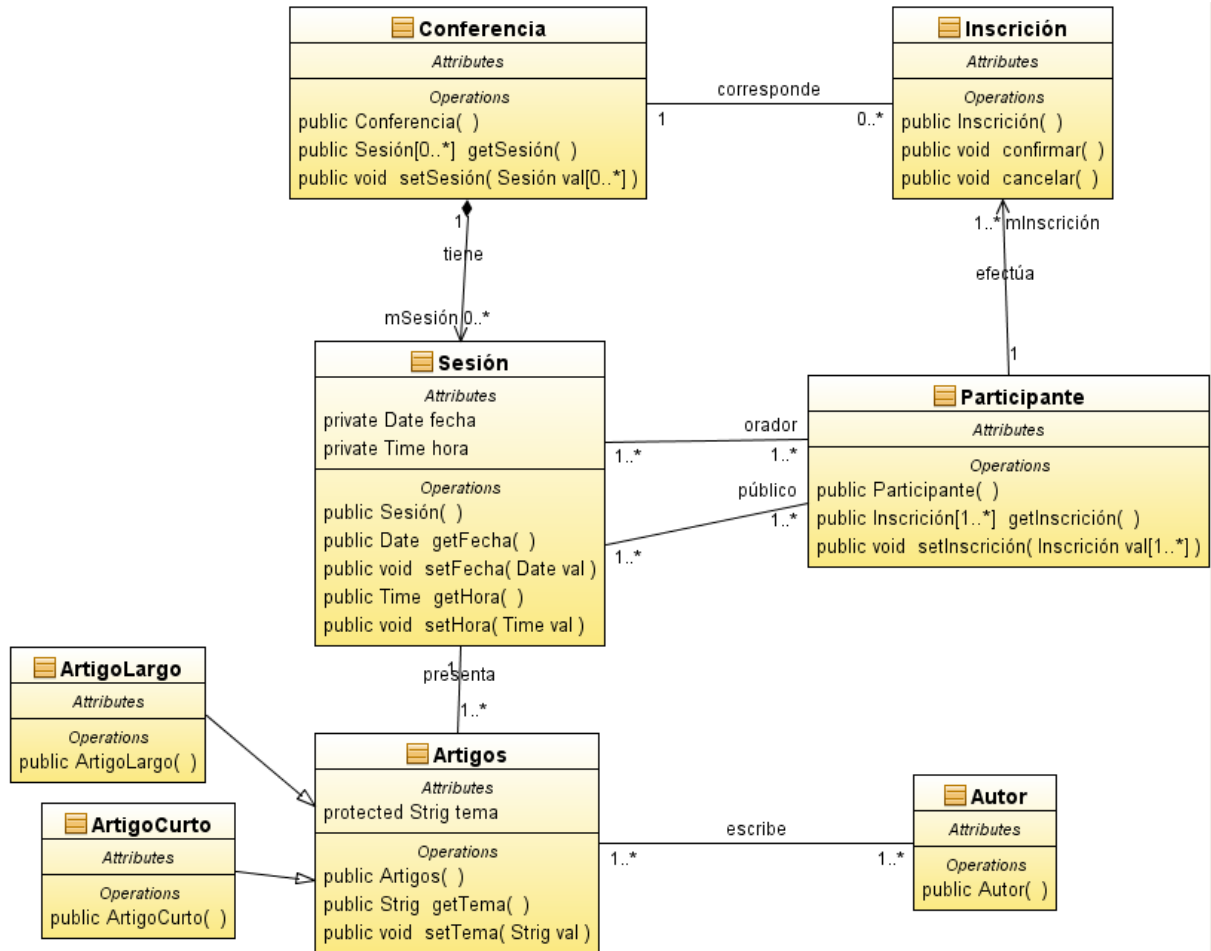 Conferencia
Attributes
Operations
public Conferencia( )
public Sesión[0..*] getSesión( )
public void setSesión( Sesión val[0..*] )
corresponde
1
0..*
Inscrición
Attributes
Operations
public Inscrición( )
public void confirmar( )
public void cancelar( )
1
tiene
mSesión 0..*
1..* mInscrición
efectúa
1
Sesión
Attributes
private Date fecha
private Time hora
Operations
public Sesión( )
public Date getFecha( )
public void setFecha( Date val )
public Time getHora( )
public void setHora( Time val )
orador
1..*
1..*
público
1..*
1..*
Participante
Attributes
Operations
public Participante( )
public Inscrición[1..*] getInscrición( )
public void setInscrición( Inscrición val[1..*] )
1
presenta
1..*
ArtigoLargo
Attributes
Operations
public ArtigoLargo( )
ArtigoCurto
Attributes
Operations
public ArtigoCurto( )
Artigos
Attributes
protected Strig tema
Operations
public Artigos( )
public Strig getTema( )
public void setTema( Strig val )
escribe
1..*
1..*
Autor
Attributes
Operations
public Autor( )